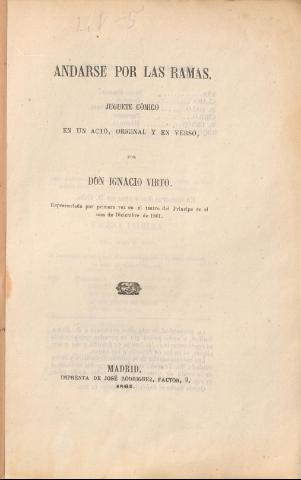 ANDARSE POR LAS RAMAS,
JUGUETE CÓMICO
EN UN ACTO, ORIGINAL Y EN VERSO,
POR
DON IGNACIO VIRTO.
Representado por primera vez en el teatro del Príncipe en el
mes de Diciembre de 1861.
MADRID,
IMPRENTA DE JOSÉ RODRIGUEZ, FACTOR, 9.
1862.